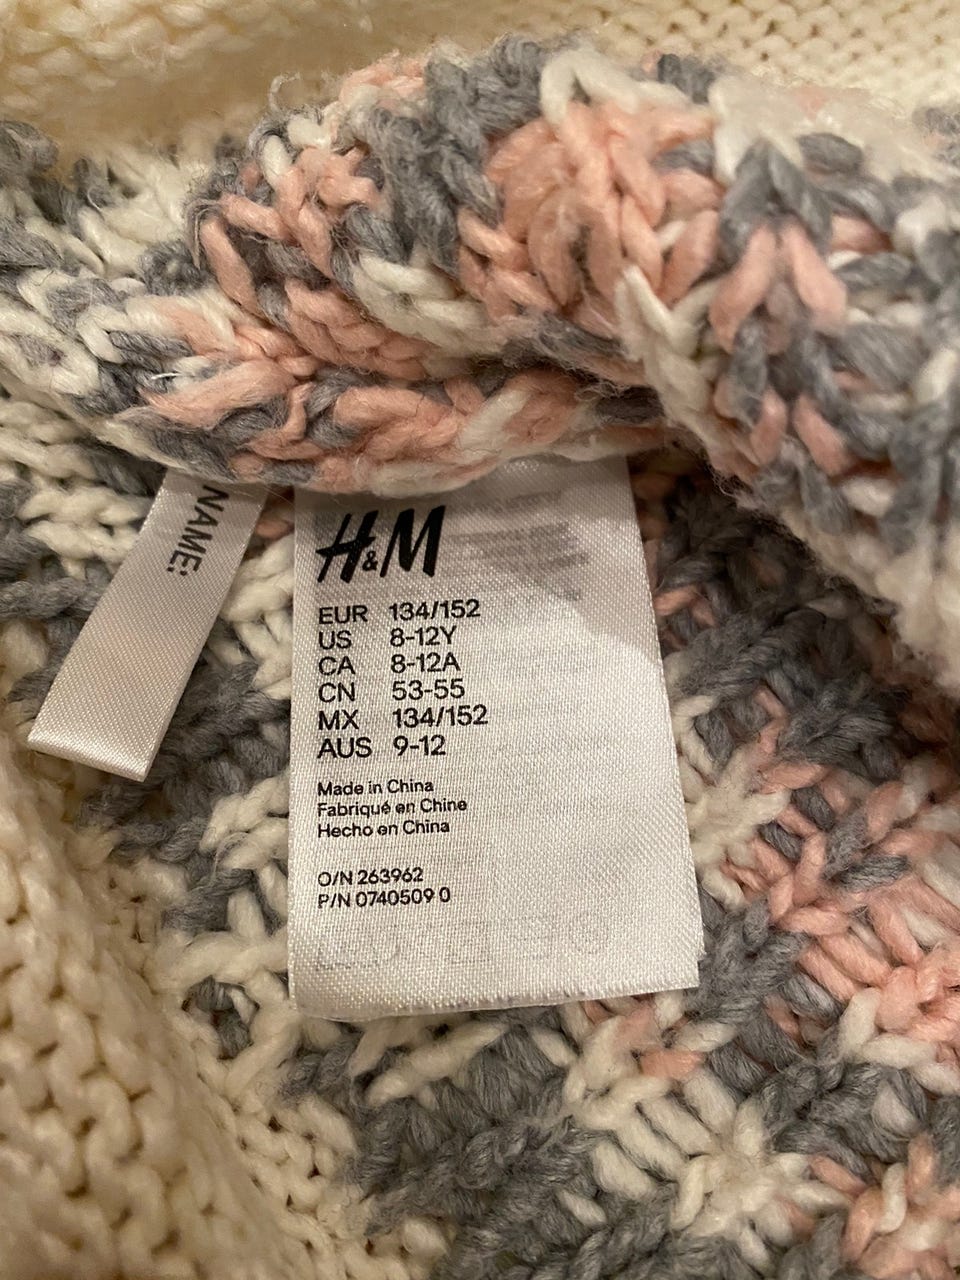 NAME:
H&M
EUR 134/152
US 8-12Y
CA 8-12A
CN 53-55
MX 134/152
AUS 9-12
Made in China
Fabriqué en Chine
Hecho en China
O/N 263962
P/N 0740509 0